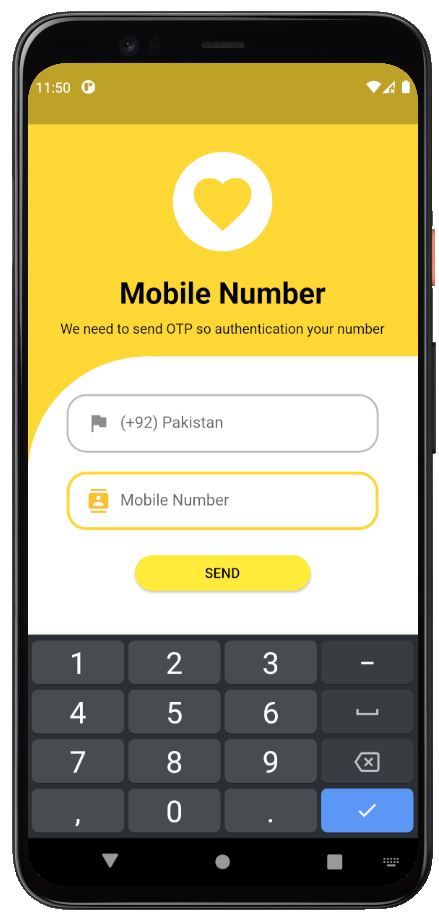 11:50
Mobile Number
We need to send OTP so authentication your number
(+92) Pakistan
Mobile Number
SEND
1 2 3 –
4 5 6
7 8 9
, 0 .